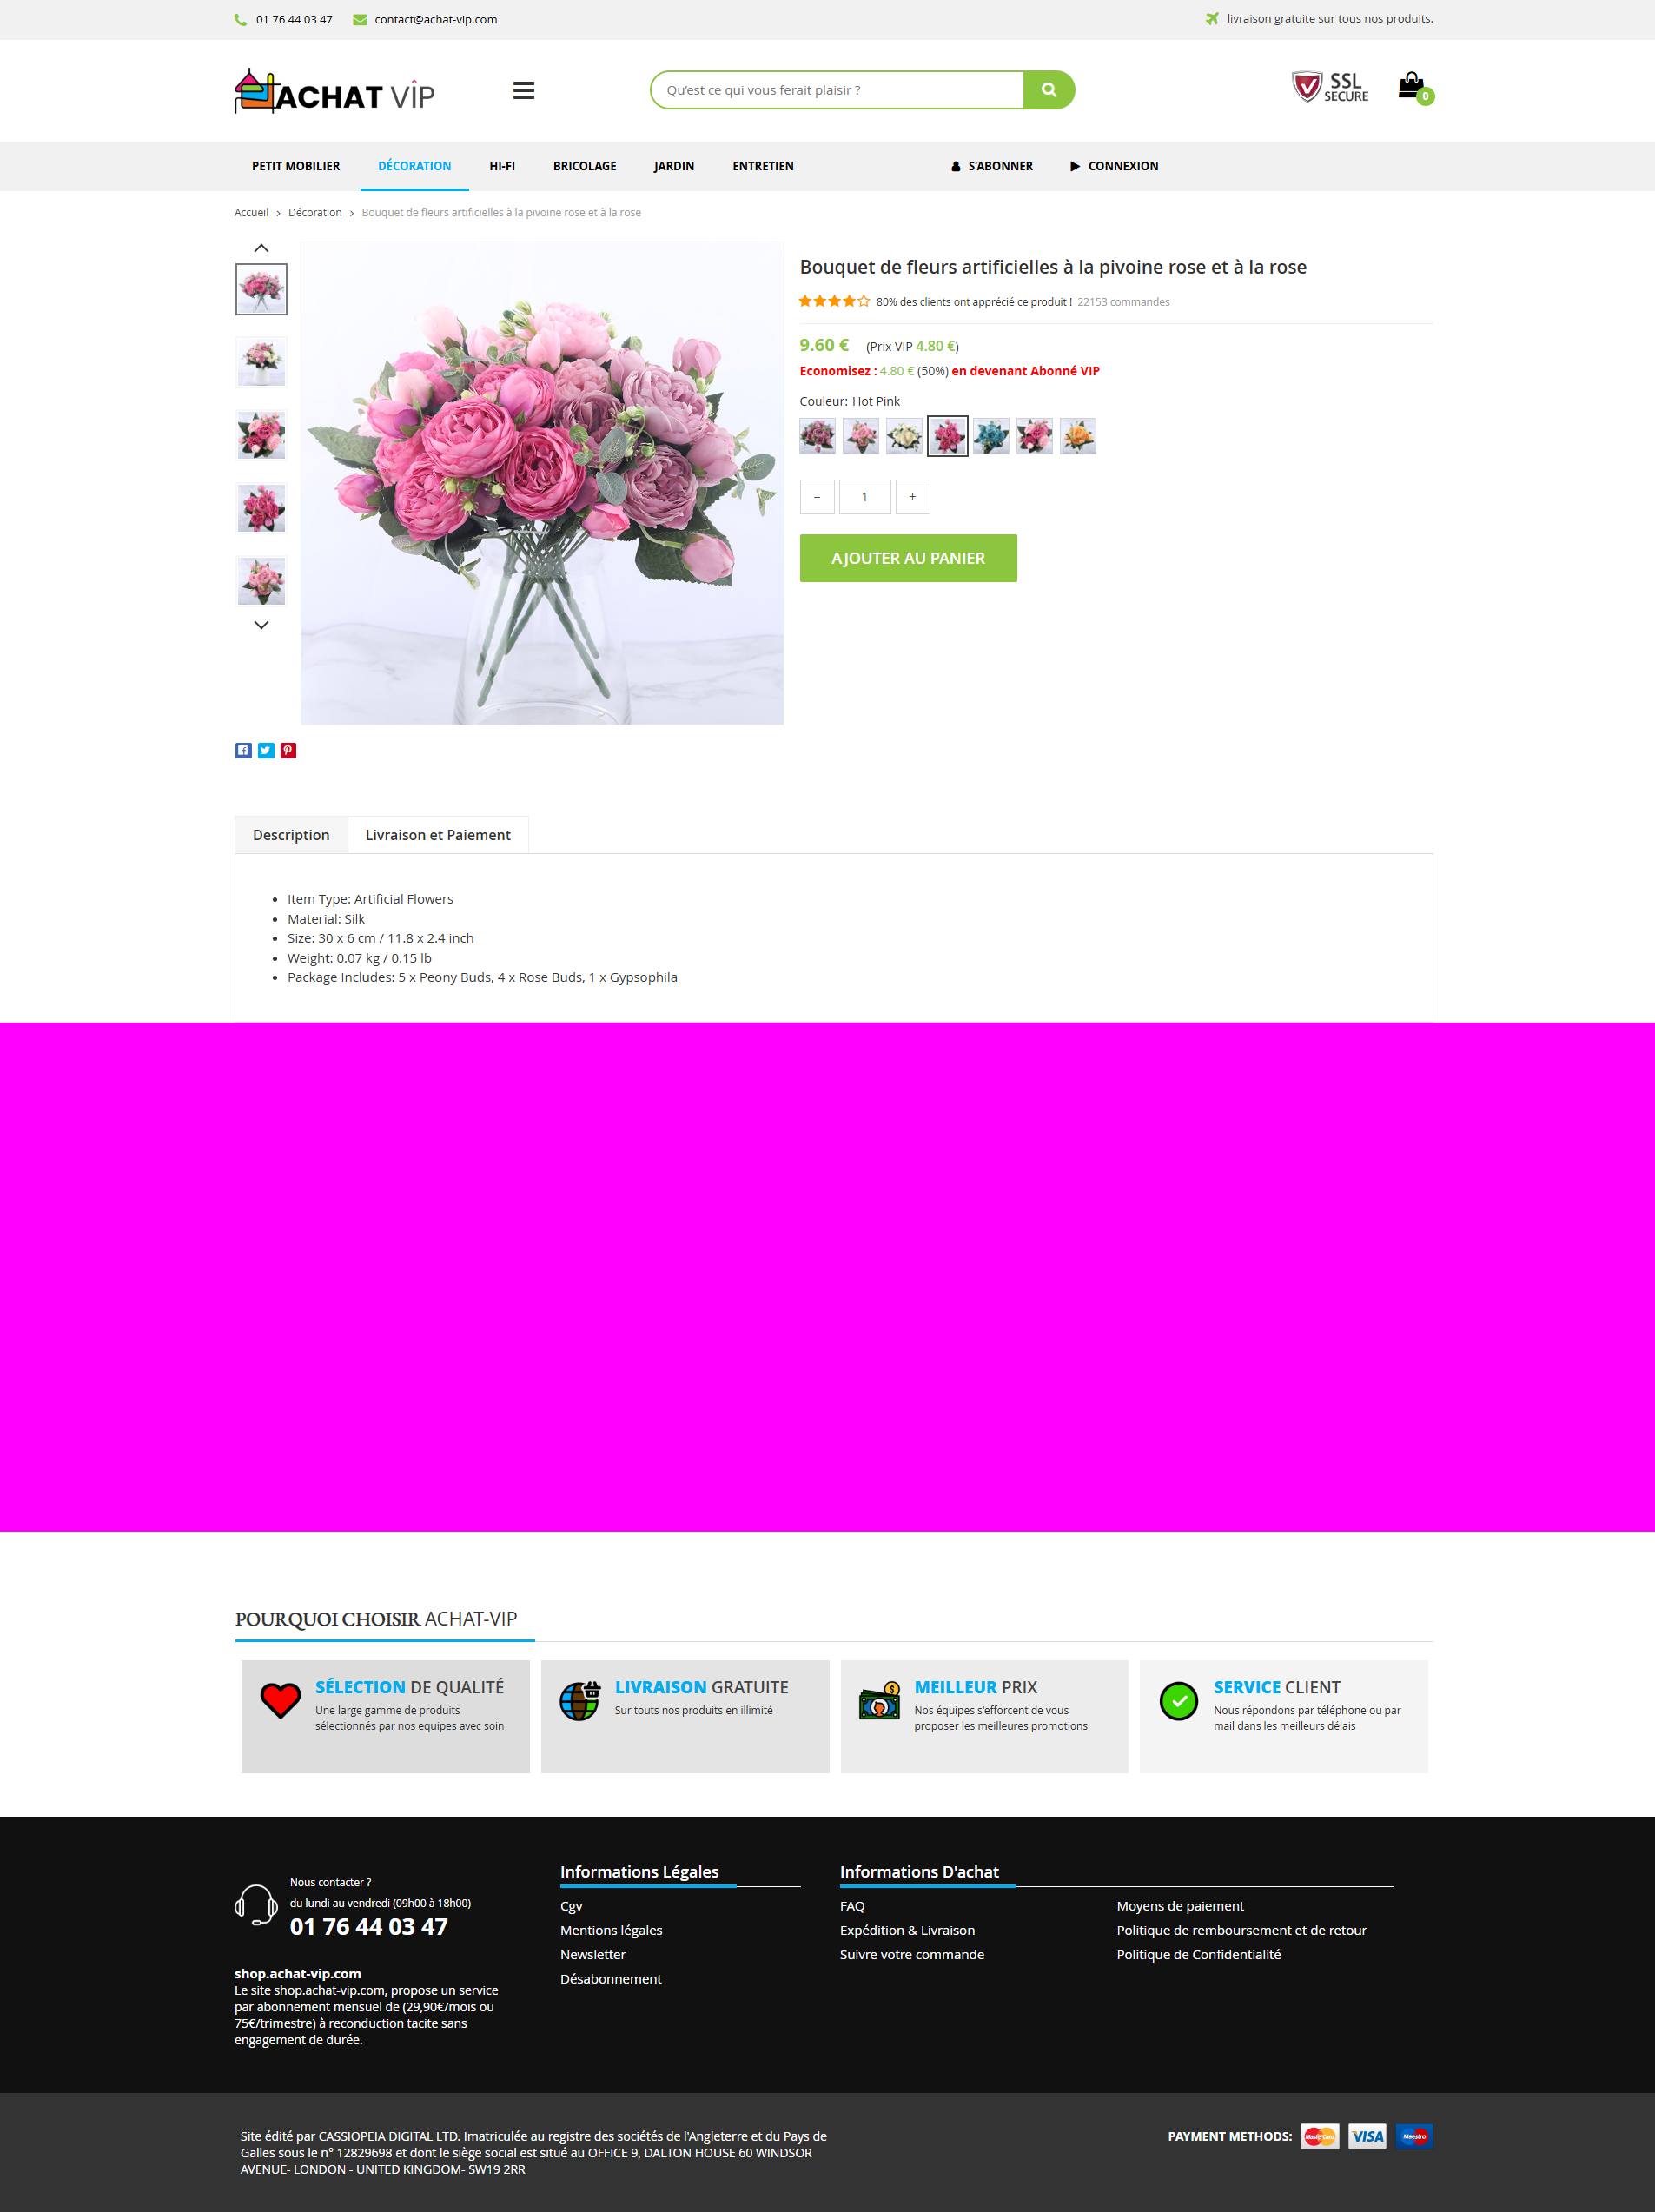 01 76 44 03 47 contact@achat-vip.com livraison gratuite sur tous nos produits.
ACHAT VIP Qu'est ce qui vous ferait plaisir ? SSL SECURE 0
PETIT MOBILIER DÉCORATION HI-FI BRICOLAGE JARDIN ENTRETIEN S'ABONNER CONNEXION
Accueil > Décoration > Bouquet de fleurs artificielles à la pivoine rose et à la rose
Bouquet de fleurs artificielles à la pivoine rose et à la rose
80% des clients ont apprécié ce produit ! 22153 commandes
9.60 € (Prix VIP 4.80 €)
Economisez : 4.80 € (50%) en devenant Abonné VIP
Couleur: Hot Pink
– 1 +
AJOUTER AU PANIER
Description Livraison et Paiement
• Item Type: Artificial Flowers
• Material: Silk
• Size: 30 x 6 cm / 11.8 x 2.4 inch
• Weight: 0.07 kg / 0.15 lb
• Package Includes: 5 x Peony Buds, 4 x Rose Buds, 1 x Gypsophila
POURQUOI CHOISIR ACHAT-VIP
SÉLECTION DE QUALITÉ
Une large gamme de produits
sélectionnés par nos equipes avec soin
LIVRAISON GRATUITE
Sur touts nos produits en illimité
MEILLEUR PRIX
Nos équipes s'efforcent de vous
proposer les meilleures promotions
SERVICE CLIENT
Nous répondons par téléphone ou par
mail dans les meilleurs délais
Nous contacter ?
du lundi au vendredi (09h00 à 18h00)
01 76 44 03 47
shop.achat-vip.com
Le site shop.achat-vip.com, propose un service
par abonnement mensuel de (29,90€/mois ou
75€/trimestre) à reconduction tacite sans
engagement de durée.
Informations Légales
Cgv
Mentions légales
Newsletter
Désabonnement
Informations D'achat
FAQ
Expédition & Livraison
Suivre votre commande
Moyens de paiement
Politique de remboursement et de retour
Politique de Confidentialité
Site édité par CASSIOPEIA DIGITAL LTD. Imatriculée au registre des sociétés de l'Angleterre et du Pays de
Galles sous le n° 12829698 et dont le siège social est situé au OFFICE 9, DALTON HOUSE 60 WINDSOR
AVENUE- LONDON - UNITED KINGDOM- SW19 2RR
PAYMENT METHODS: MasterCard VISA Maestro